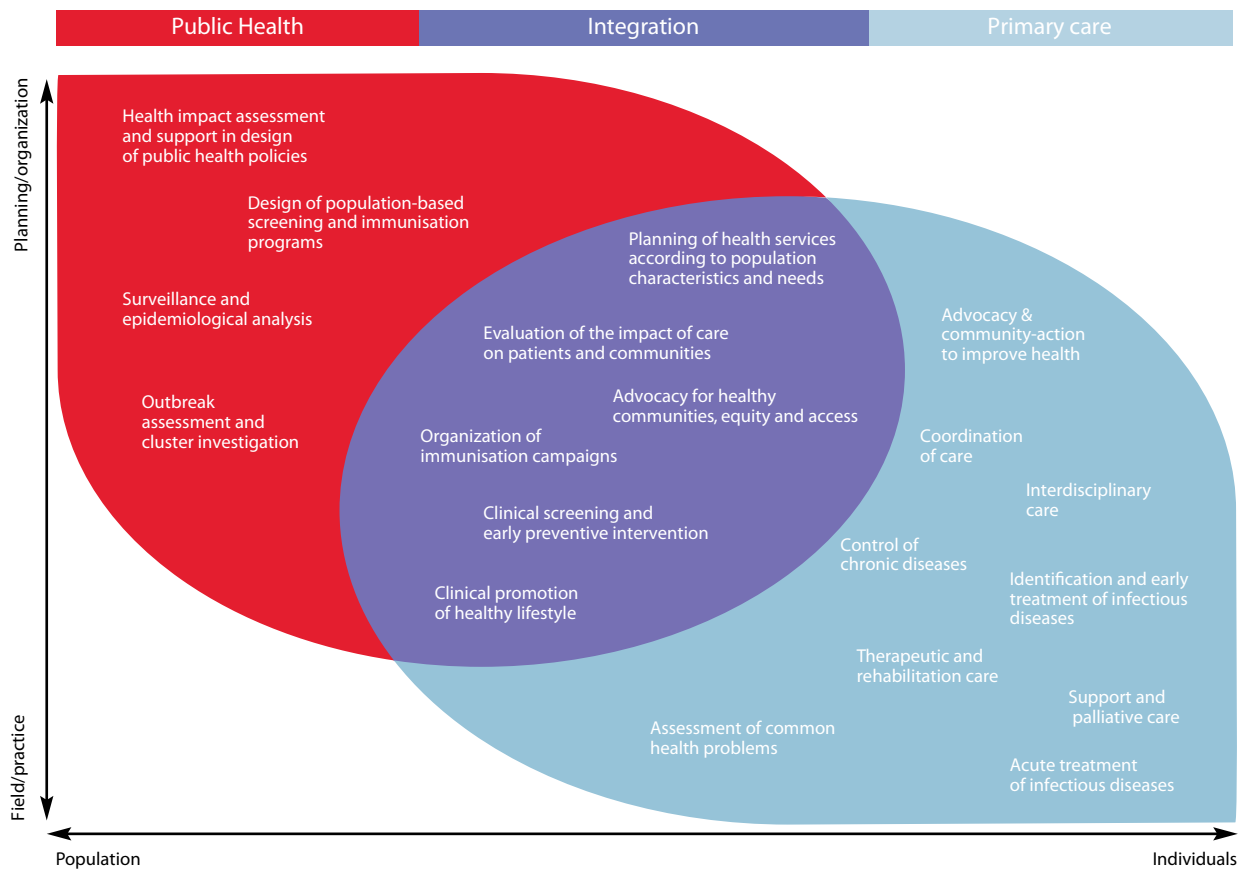 Public Health
Integration
Primary care
Planning/organization
Field/practice
Health impact assessment
and support in design
of public health policies
Design of population-based
screening and immunisation
programs
Surveillance and
epidemiological analysis
Outbreak
assessment and
cluster investigation
Planning of health services
according to population
characteristics and needs
Evaluation of the impact of care
on patients and communities
Advocacy for healthy
communities, equity and access
Organization of
immunisation campaigns
Clinical screening and
early preventive intervention
Clinical promotion
of healthy lifestyle
Advocacy &
community-action
to improve health
Coordination
of care
Interdisciplinary
care
Control of
chronic diseases
Identification and early
treatment of infectious
diseases
Therapeutic and
rehabilitation care
Support and
palliative care
Assessment of common
health problems
Acute treatment
of infectious diseases
Population
Individuals